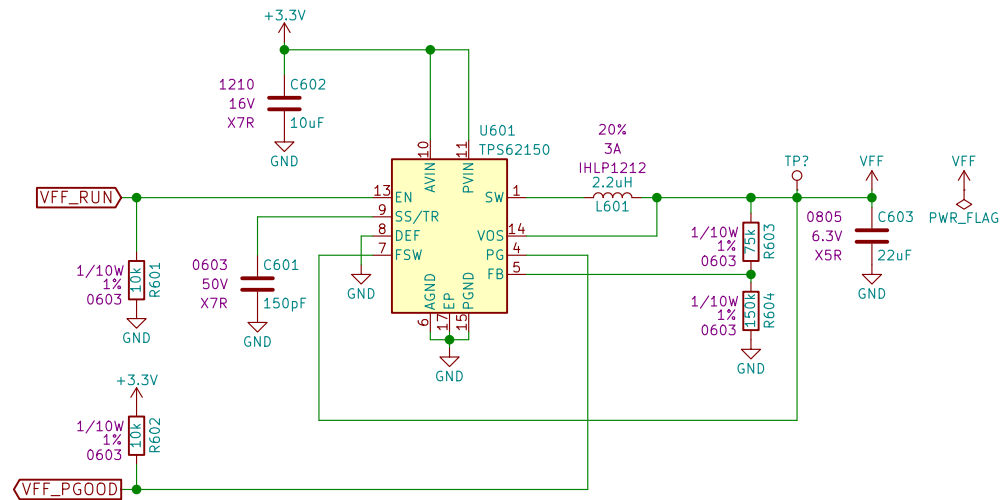 +3.3V
1210
16V
X7R
C602
10uF
GND
U601
TPS62150
10
11
AVIN
PVIN
20%
3A
IHLP1212
2.2uH
L601
TP?
VFF
VFF
PWR_FLAG
VFF_RUN
13
EN
SW
1
9
SS/TR
8
DEF
VOS
14
7
FSW
PG
4
FB
5
AGND
EP
PGND
6
17
15
GND
1/10W
1%
0603
10k
R601
GND
0603
50V
X7R
C601
150pF
GND
GND
1/10W
1%
0603
75k
R603
0805
6.3V
X5R
C603
22uF
GND
1/10W
1%
0603
150k
R604
GND
+3.3V
1/10W
1%
0603
10k
R602
VFF_PGOOD